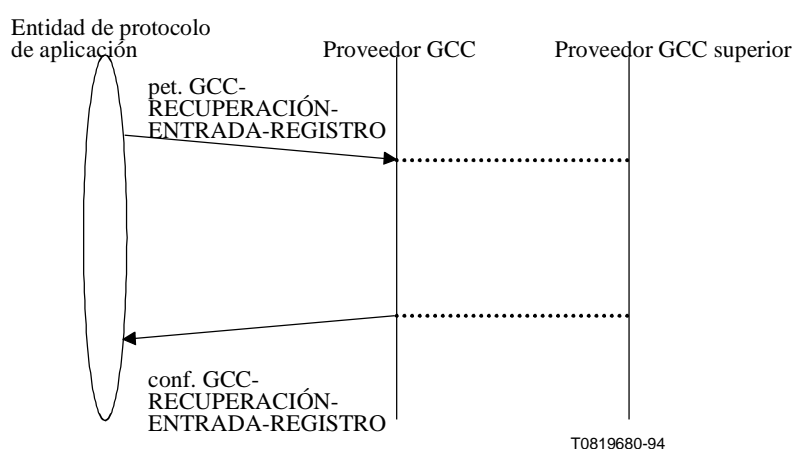 Entidad de protocolo
de aplicación
Proveedor GCC
Proveedor GCC superior
pet. GCC-
RECUPERACIÓN-
ENTRADA-REGISTRO
conf. GCC-
RECUPERACIÓN-
ENTRADA-REGISTRO
T0819680-94